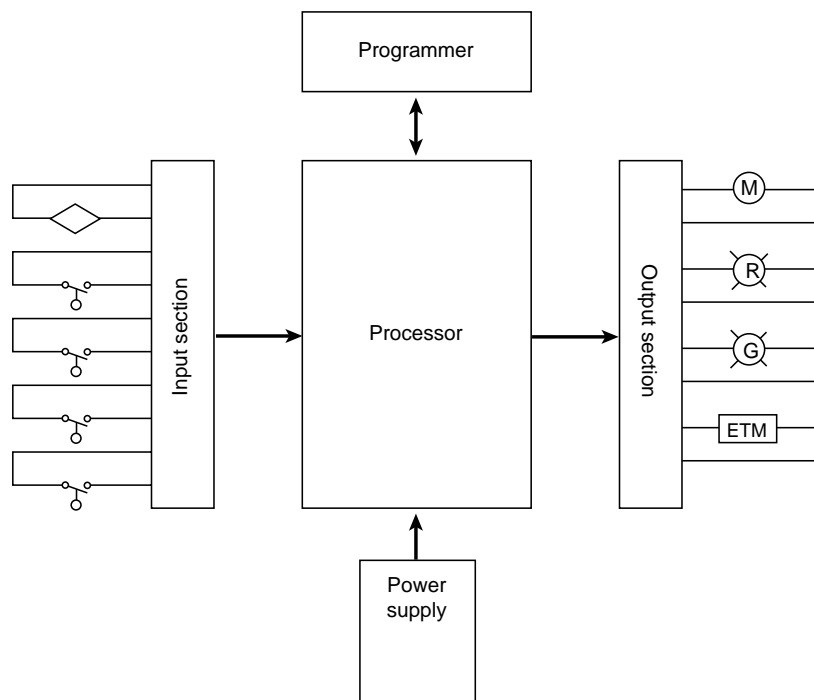 Programmer
Input section
Processor
Output section
M
R
G
ETM
Power
supply